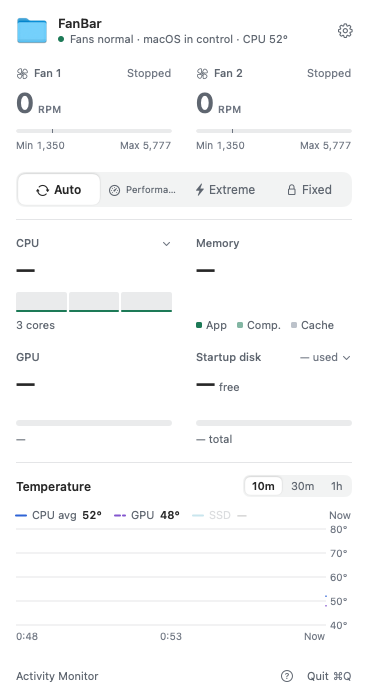 FanBar
Fans normal · macOS in control · CPU 52°
Fan 1 Stopped
Fan 2 Stopped
0 RPM
0 RPM
Min 1,350 Max 5,777
Min 1,350 Max 5,777
Auto Performa... Extreme Fixed
CPU Memory
— —
3 cores
App Comp. Cache
GPU Startup disk — used
— — free
— — total
Temperature 10m 30m 1h
CPU avg 52° GPU 48° SSD — Now
80°
70°
60°
50°
40°
0:48 0:53 Now
Activity Monitor ? Quit ⌘Q